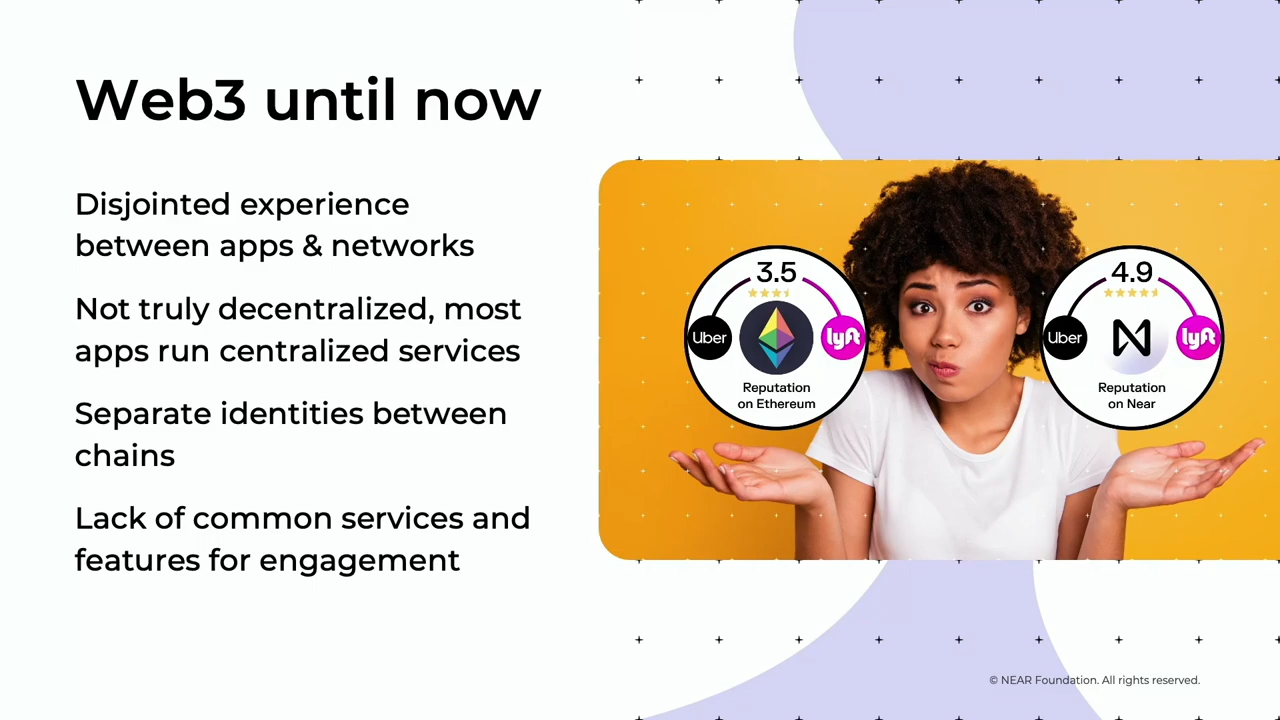 Web3 until now
Disjointed experience
between apps & networks
Not truly decentralized, most
apps run centralized services
Separate identities between
chains
Lack of common services and
features for engagement
3.5
Uber
lyft
Reputation
on Ethereum
4.9
Uber
lyft
Reputation
on Near
© NEAR Foundation. All rights reserved.